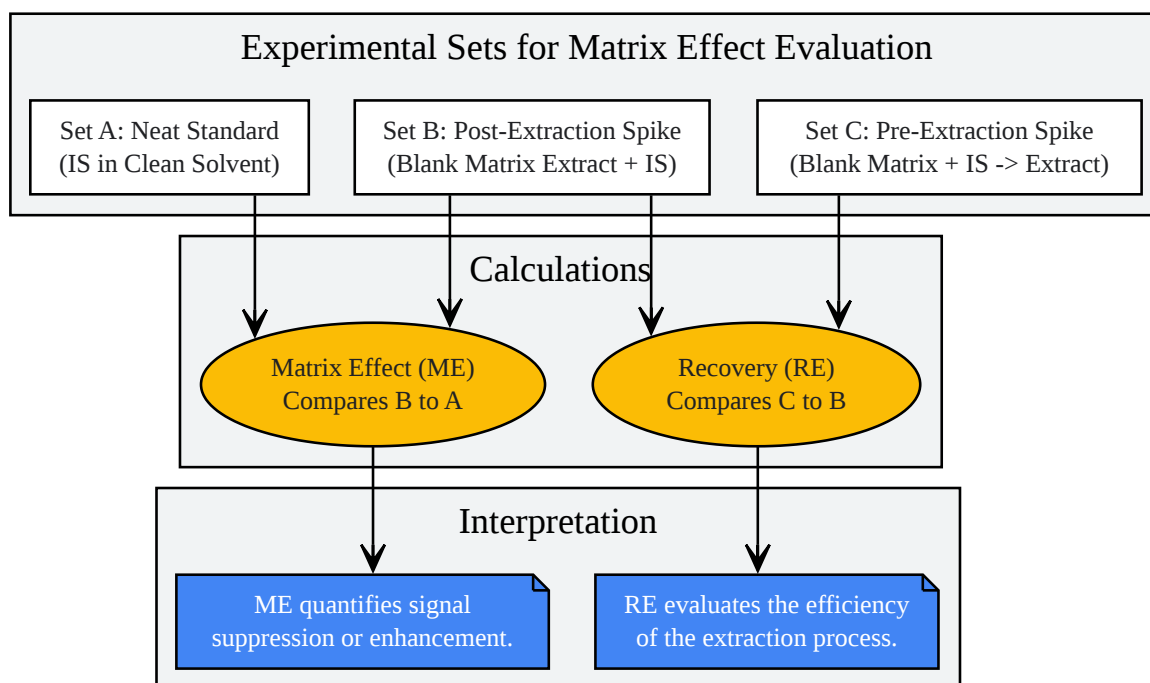 Experimental Sets for Matrix Effect Evaluation
Set A: Neat Standard
(IS in Clean Solvent)
Set B: Post-Extraction Spike
(Blank Matrix Extract + IS)
Set C: Pre-Extraction Spike
(Blank Matrix + IS -> Extract)
Calculations
Matrix Effect (ME)
Compares B to A
Recovery (RE)
Compares C to B
Interpretation
ME quantifies signal
suppression or enhancement.
RE evaluates the efficiency
of the extraction process.